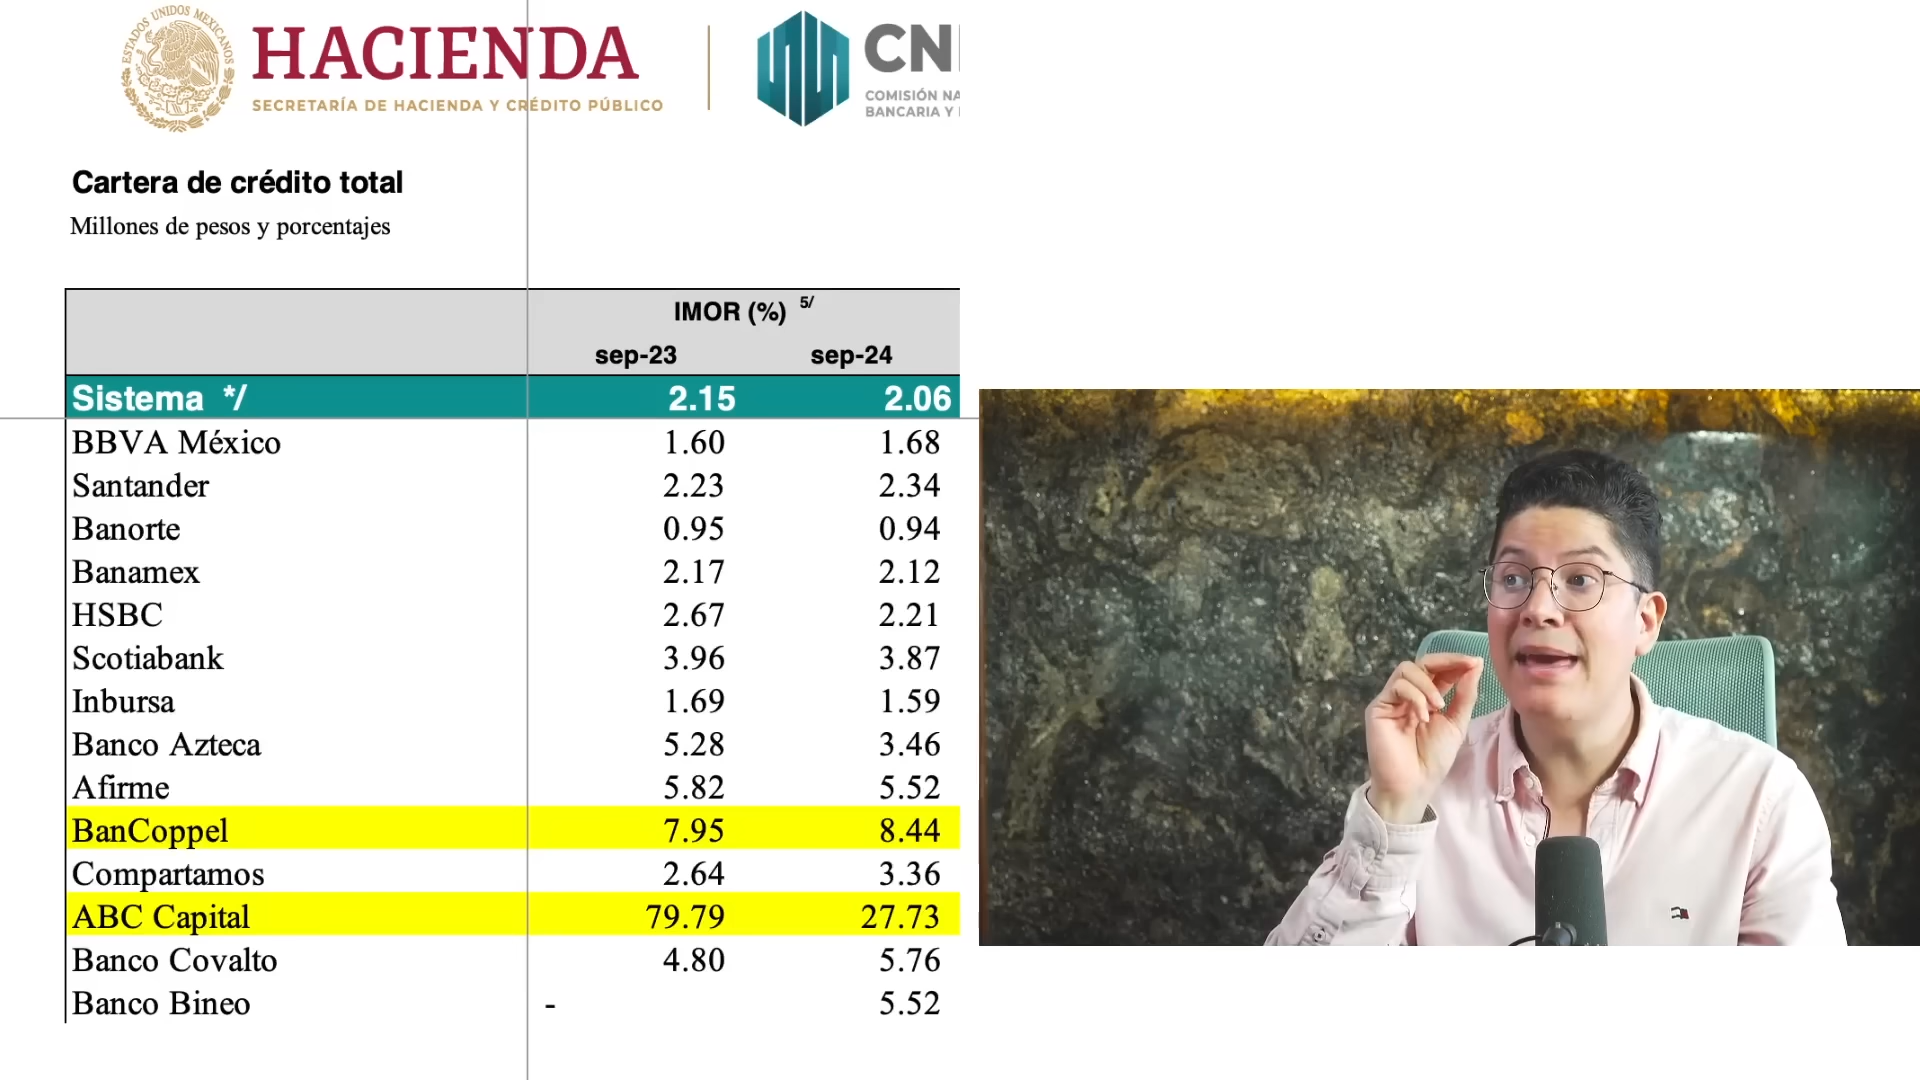 ESTADOS UNIDOS MEXICANOS
HACIENDA
SECRETARÍA DE HACIENDA Y CRÉDITO PÚBLICO
CN
COMISIÓN NA
BANCARIA Y
Cartera de crédito total
Millones de pesos y porcentajes
IMOR (%) 5/
sep-23 sep-24
Sistema */ 2.15 2.06
BBVA México 1.60 1.68
Santander 2.23 2.34
Banorte 0.95 0.94
Banamex 2.17 2.12
HSBC 2.67 2.21
Scotiabank 3.96 3.87
Inbursa 1.69 1.59
Banco Azteca 5.28 3.46
Afirme 5.82 5.52
BanCoppel 7.95 8.44
Compartamos 2.64 3.36
ABC Capital 79.79 27.73
Banco Covalto 4.80 5.76
Banco Bineo - 5.52